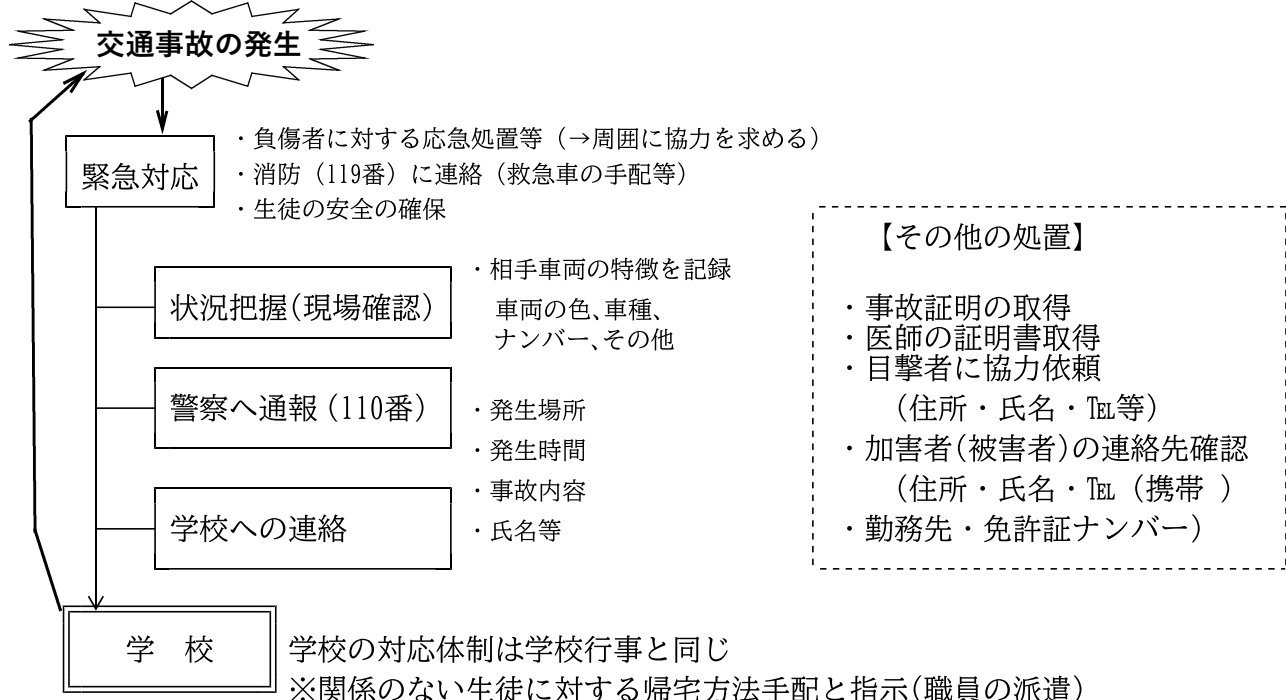 交通事故の発生
緊急対応
・負傷者に対する応急処置等（→周囲に協力を求める）
・消防（119番）に連絡（救急車の手配等）
・生徒の安全の確保
状況把握（現場確認）
・相手車両の特徴を記録
車両の色、車種、
ナンバー、その他
警察へ通報（110番）
・発生場所
・発生時間
・事故内容
・氏名等
学校への連絡
【その他の処置】
・事故証明の取得
・医師の証明書取得
・目撃者に協力依頼
（住所・氏名・℡等）
・加害者（被害者）の連絡先確認
（住所・氏名・℡（携帯 ）
・勤務先・免許証ナンバー）
学　校
学校の対応体制は学校行事と同じ
※関係のない生徒に対する帰宅方法手配と指示（職員の派遣）